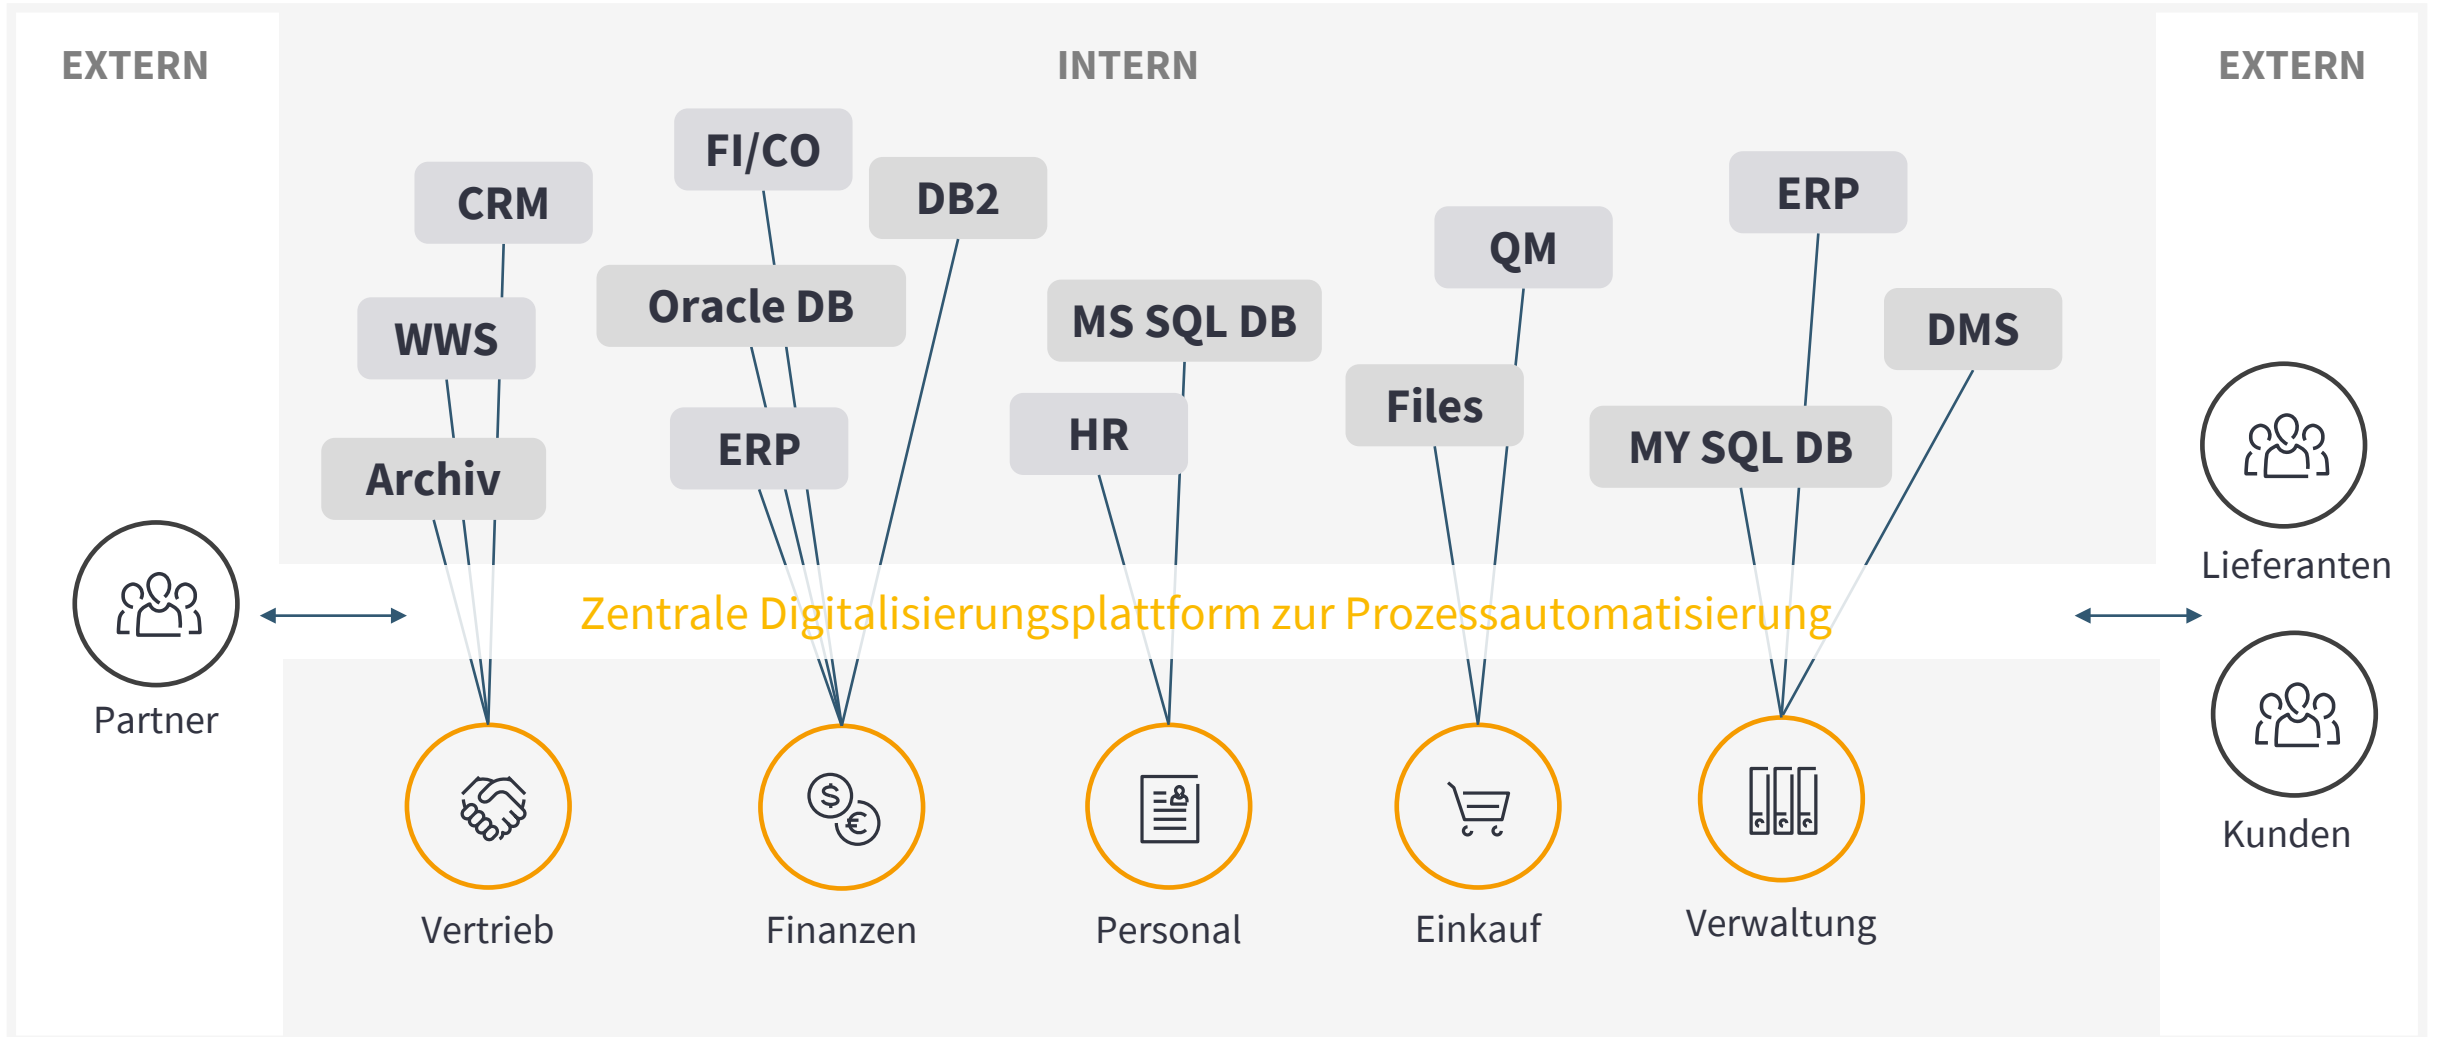 EXTERN
INTERN
EXTERN
FI/CO
CRM
DB2
ERP
QM
Oracle DB
WWS
MS SQL DB
DMS
Files
HR
ERP
MY SQL DB
Archiv
Lieferanten
Zentrale Digitalisierungsplattform zur Prozessautomatisierung
Partner
Kunden
Vertrieb
Finanzen
Personal
Einkauf
Verwaltung
$
€